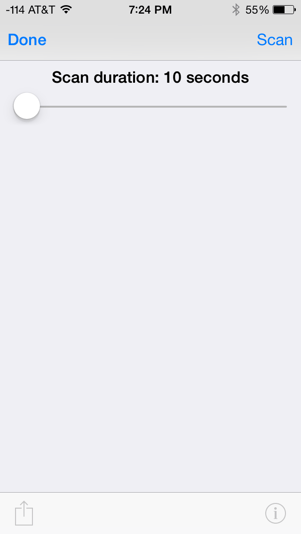 -114 AT&T 7:24 PM 55%
Done Scan
Scan duration: 10 seconds